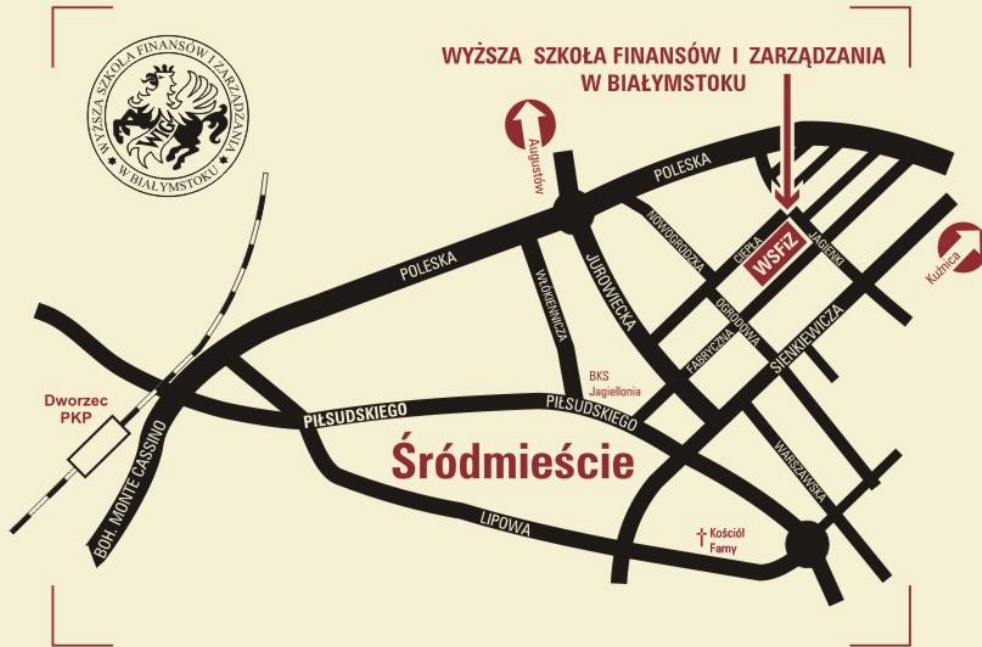 WYŻSZA SZKOŁA FINANSÓW I ZARZĄDZANIA
W BIAŁYMSTOKU
WIG
WYŻSZA SZKOŁA FINANSÓW I ZARZĄDZANIA
W BIAŁYMSTOKU
Augustów
POLESKA
POLESKA
NOWOGRODZKA
CIEPŁA
WSFiZ
JAGIENKI
Kuźnica
WŁÓKIENNICZA
JUROWIECKA
OGRODOWA
FABRYCZNA
SIENKIEWICZA
BKS
Jagiellonia
Dworzec
PKP
PIŁSUDSKIEGO
PIŁSUDSKIEGO
BOH. MONTE CASSINO
Śródmieście
WARSZAWSKA
LIPOWA
Kościół
Farny